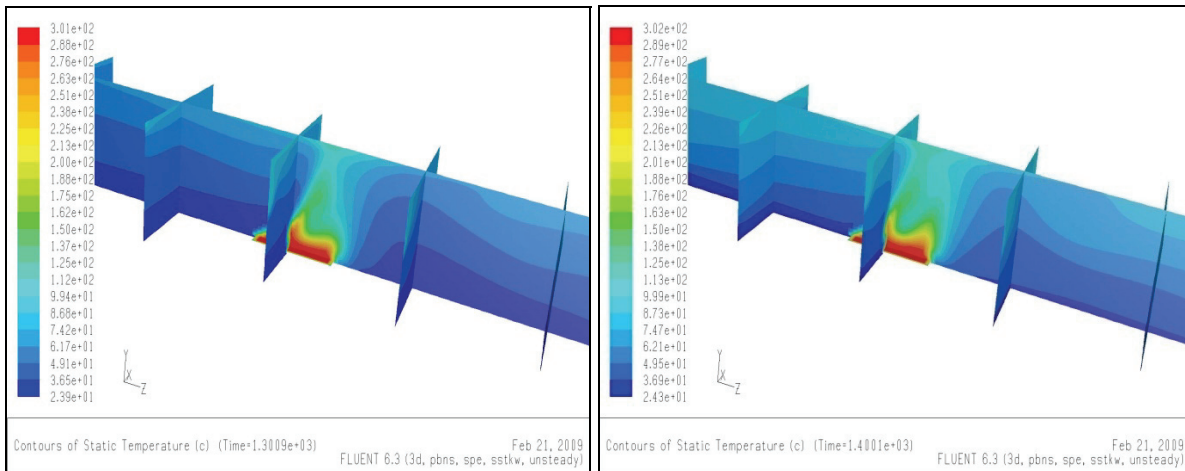 3.01e+02
2.88e+02
2.76e+02
2.63e+02
2.51e+02
2.38e+02
2.25e+02
2.13e+02
2.00e+02
1.88e+02
1.75e+02
1.62e+02
1.50e+02
1.37e+02
1.25e+02
1.12e+02
9.94e+01
8.68e+01
7.42e+01
6.17e+01
4.91e+01
3.65e+01
2.39e+01
Y
X
Z
Contours of Static Temperature (c) (Time=1.3009e+03)
Feb 21, 2009
FLUENT 6.3 (3d, pbns, spe, sstkw, unsteady)
3.02e+02
2.89e+02
2.77e+02
2.64e+02
2.51e+02
2.39e+02
2.26e+02
2.14e+02
2.01e+02
1.88e+02
1.76e+02
1.63e+02
1.50e+02
1.38e+02
1.25e+02
1.13e+02
9.99e+01
8.73e+01
7.47e+01
6.21e+01
4.95e+01
3.69e+01
2.43e+01
Y
X
Z
Contours of Static Temperature (c) (Time=1.4001e+03)
Feb 21, 2009
FLUENT 6.3 (3d, pbns, spe, sstkw, unsteady)